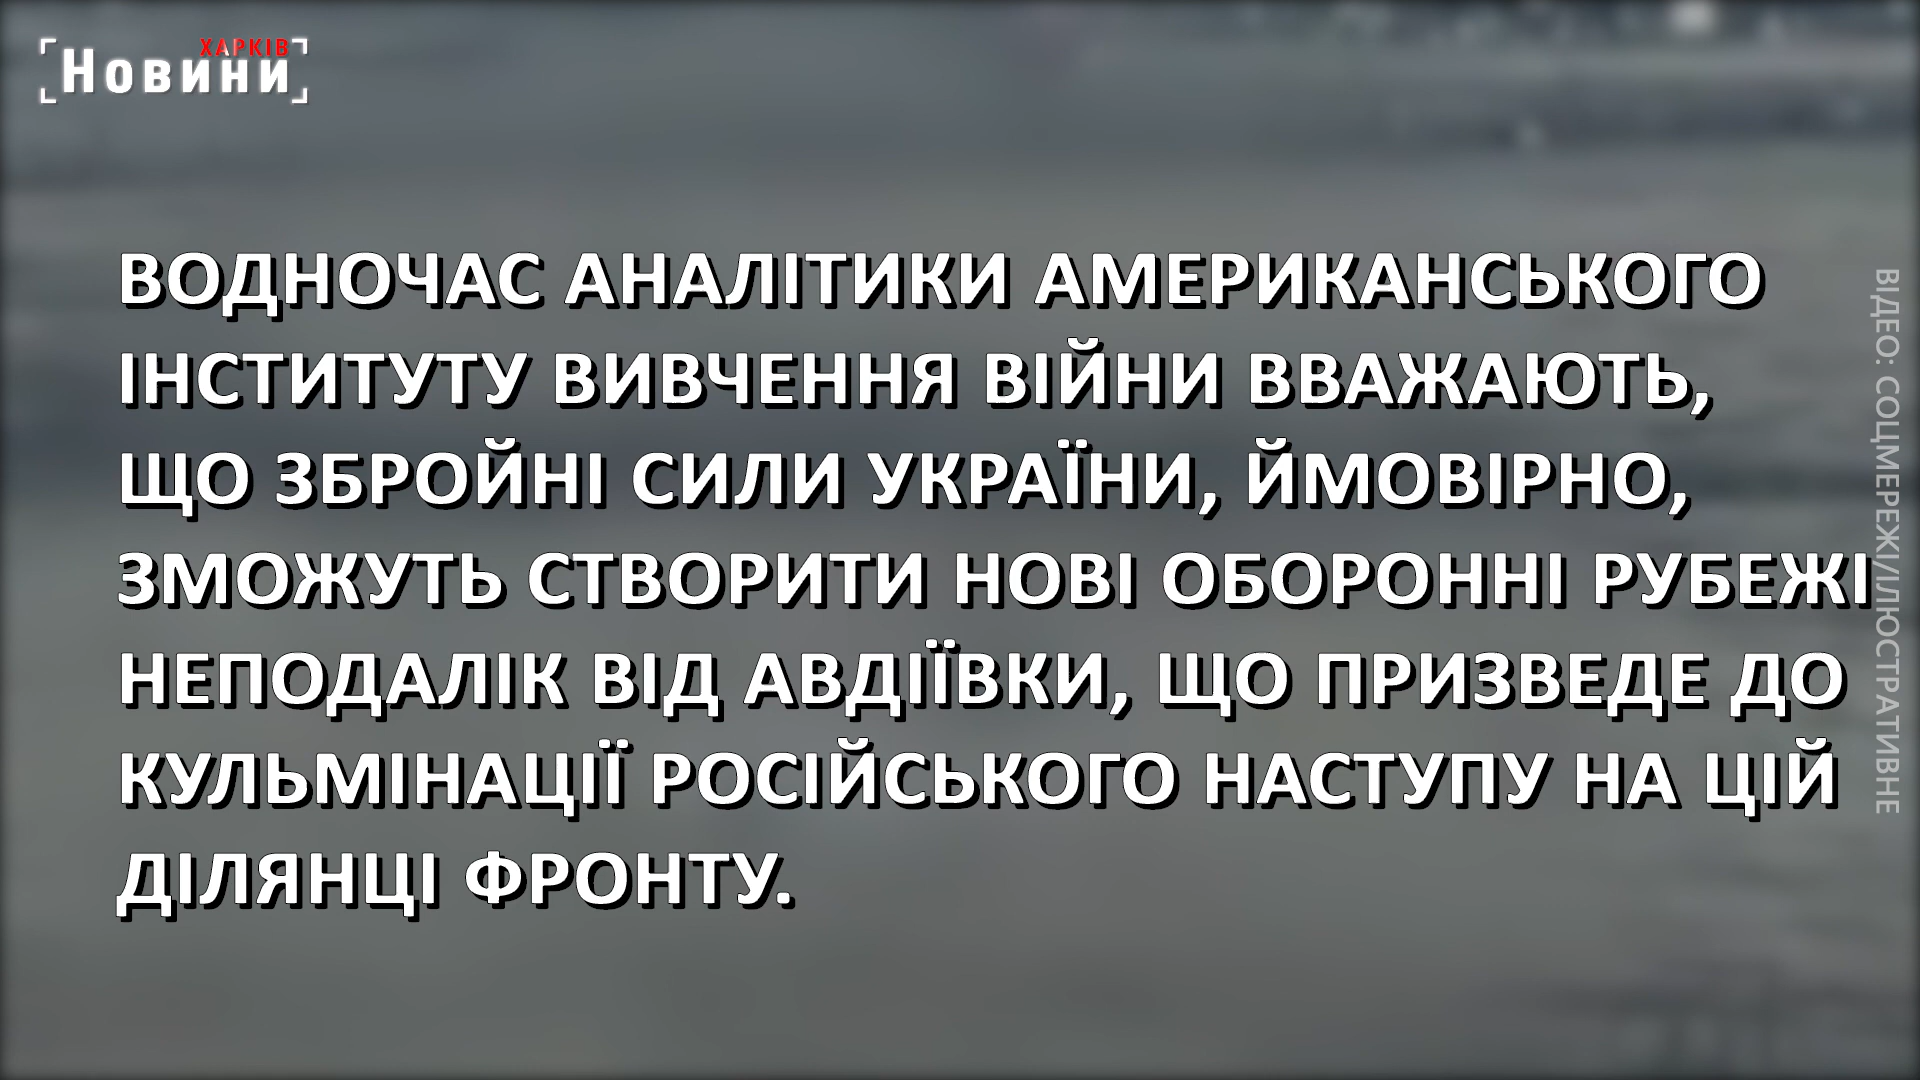 ХАРКІВ
Новини
ВОДНОЧАС АНАЛІТИКИ АМЕРИКАНСЬКОГО
ІНСТИТУТУ ВИВЧЕННЯ ВІЙНИ ВВАЖАЮТЬ,
ЩО ЗБРОЙНІ СИЛИ УКРАЇНИ, ЙМОВІРНО,
ЗМОЖУТЬ СТВОРИТИ НОВІ ОБОРОННІ РУБЕЖІ
НЕПОДАЛІК ВІД АВДІЇВКИ, ЩО ПРИЗВЕДЕ ДО
КУЛЬМІНАЦІЇ РОСІЙСЬКОГО НАСТУПУ НА ЦІЙ
ДІЛЯНЦІ ФРОНТУ.
ВІДЕО: СОЦМЕРЕЖІ/ІЛЮСТРАТИВНЕ